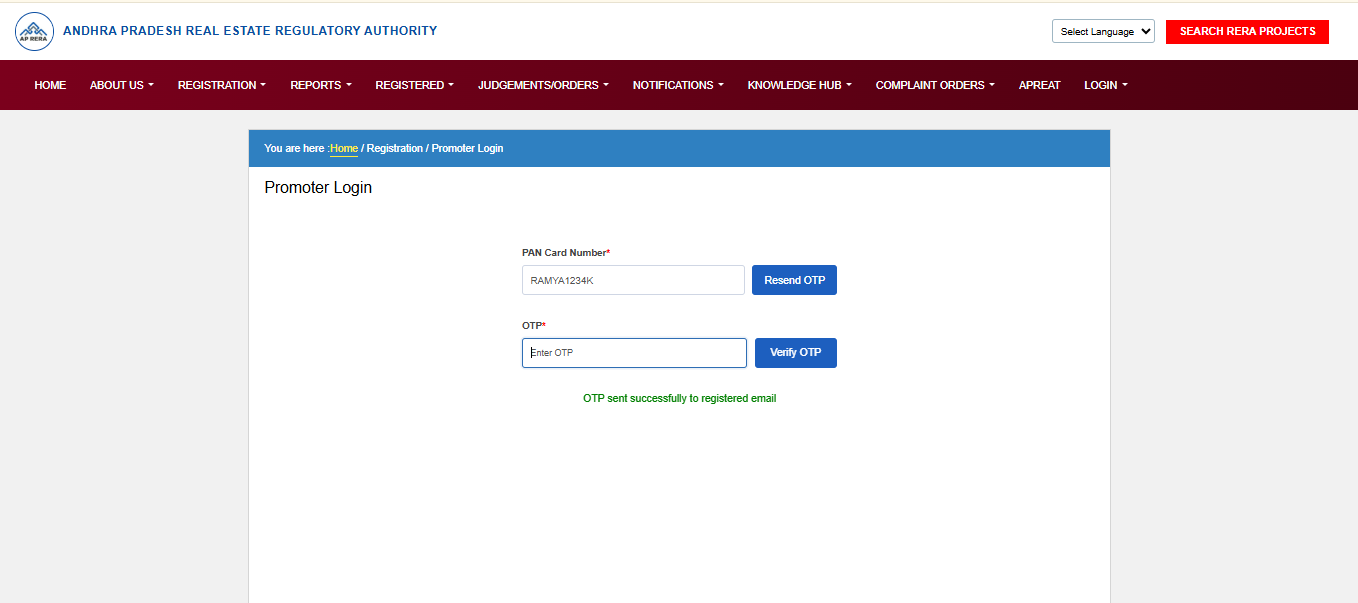 AP RERA
ANDHRA PRADESH REAL ESTATE REGULATORY AUTHORITY
Select Language
SEARCH RERA PROJECTS
HOME ABOUT US REGISTRATION REPORTS REGISTERED JUDGEMENTS/ORDERS NOTIFICATIONS KNOWLEDGE HUB COMPLAINT ORDERS APREAT LOGIN
You are here :Home / Registration / Promoter Login
Promoter Login
PAN Card Number*
RAMYA1234K Resend OTP
OTP*
Enter OTP Verify OTP
OTP sent successfully to registered email